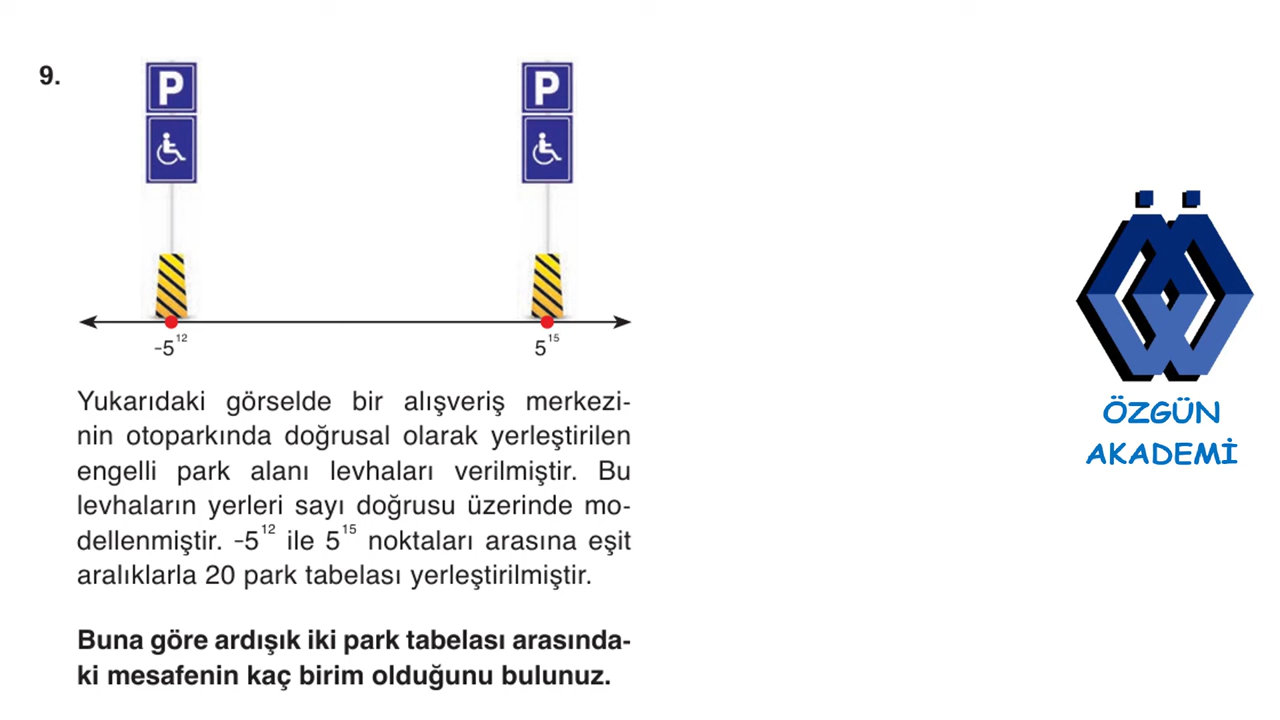 9.
P
P
-5¹²
5¹⁵
Yukarıdaki görselde bir alışveriş merkezi-
nin otoparkında doğrusal olarak yerleştirilen
engelli park alanı levhaları verilmiştir. Bu
levhaların yerleri sayı doğrusu üzerinde mo-
dellenmiştir. -5¹² ile 5¹⁵ noktaları arasına eşit
aralıklarla 20 park tabelası yerleştirilmiştir.
Buna göre ardışık iki park tabelası arasında-
ki mesafenin kaç birim olduğunu bulunuz.
ÖZGÜN
AKADEMİ